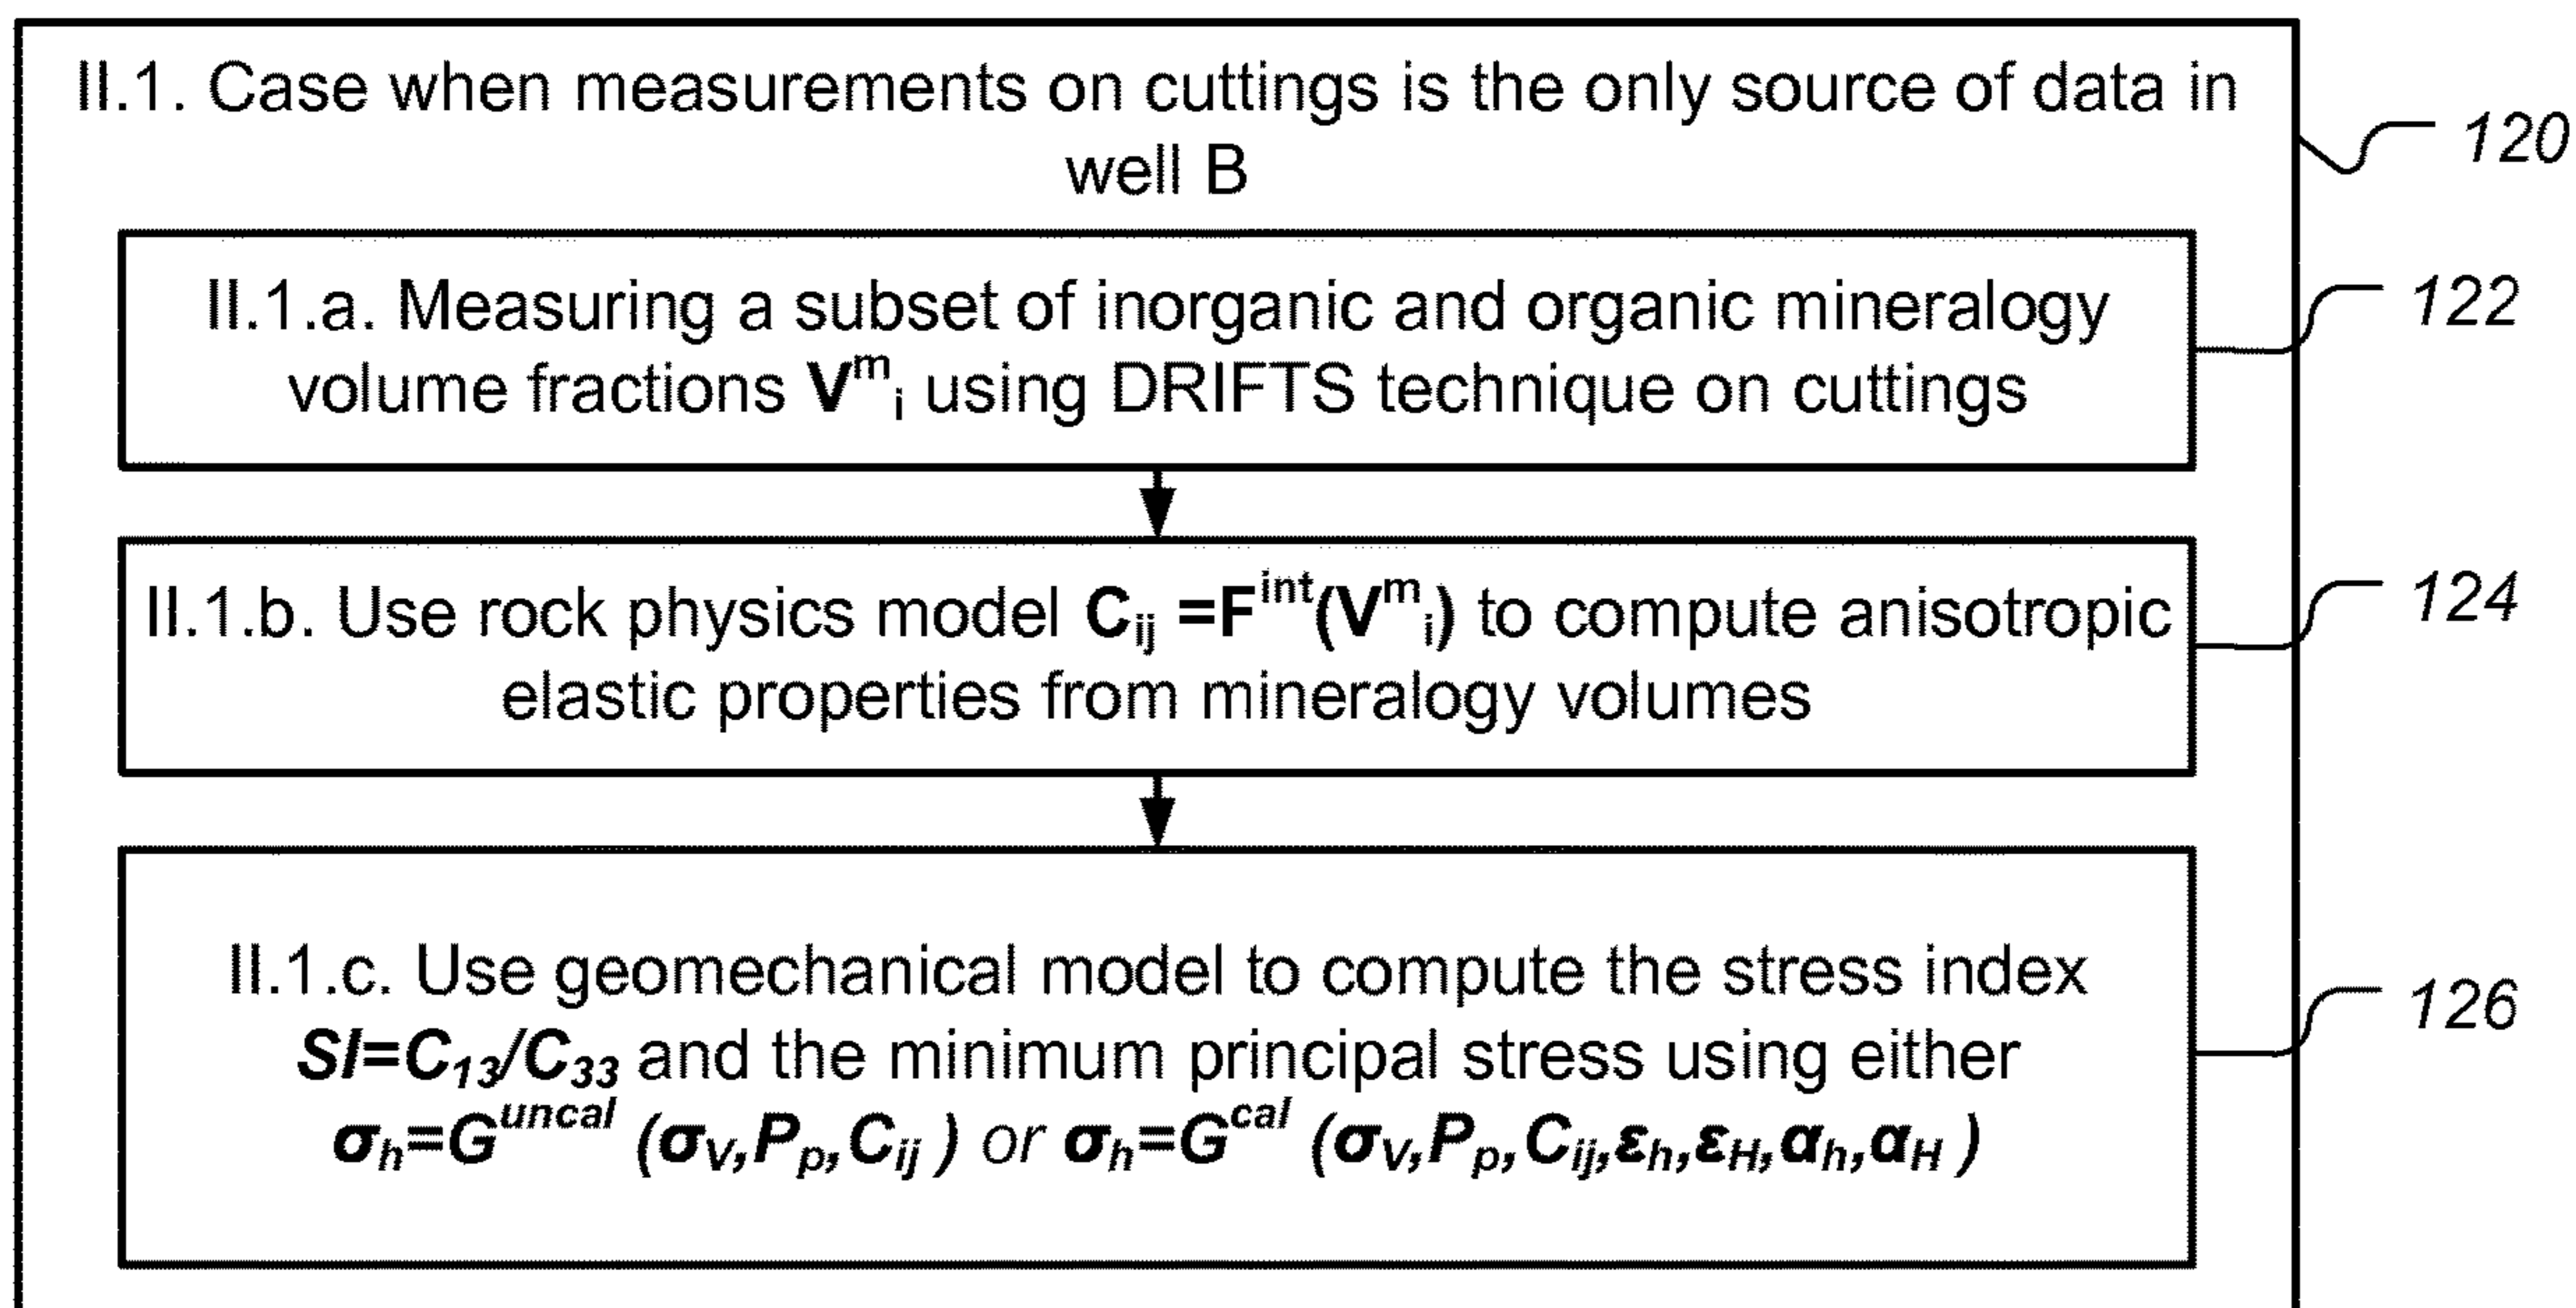 II.1. Case when measurements on cuttings is the only source of data in
well B
120
II.1.a. Measuring a subset of inorganic and organic mineralogy
volume fractions V^m_i using DRIFTS technique on cuttings
122
II.1.b. Use rock physics model C_ij =F^int(V^m_i) to compute anisotropic
elastic properties from mineralogy volumes
124
II.1.c. Use geomechanical model to compute the stress index
SI=C_13/C_33 and the minimum principal stress using either
σ_h=G^uncal (σ_V,P_p,C_ij ) or σ_h=G^cal (σ_V,P_p,C_ij,ε_h,ε_H,α_h,α_H )
126